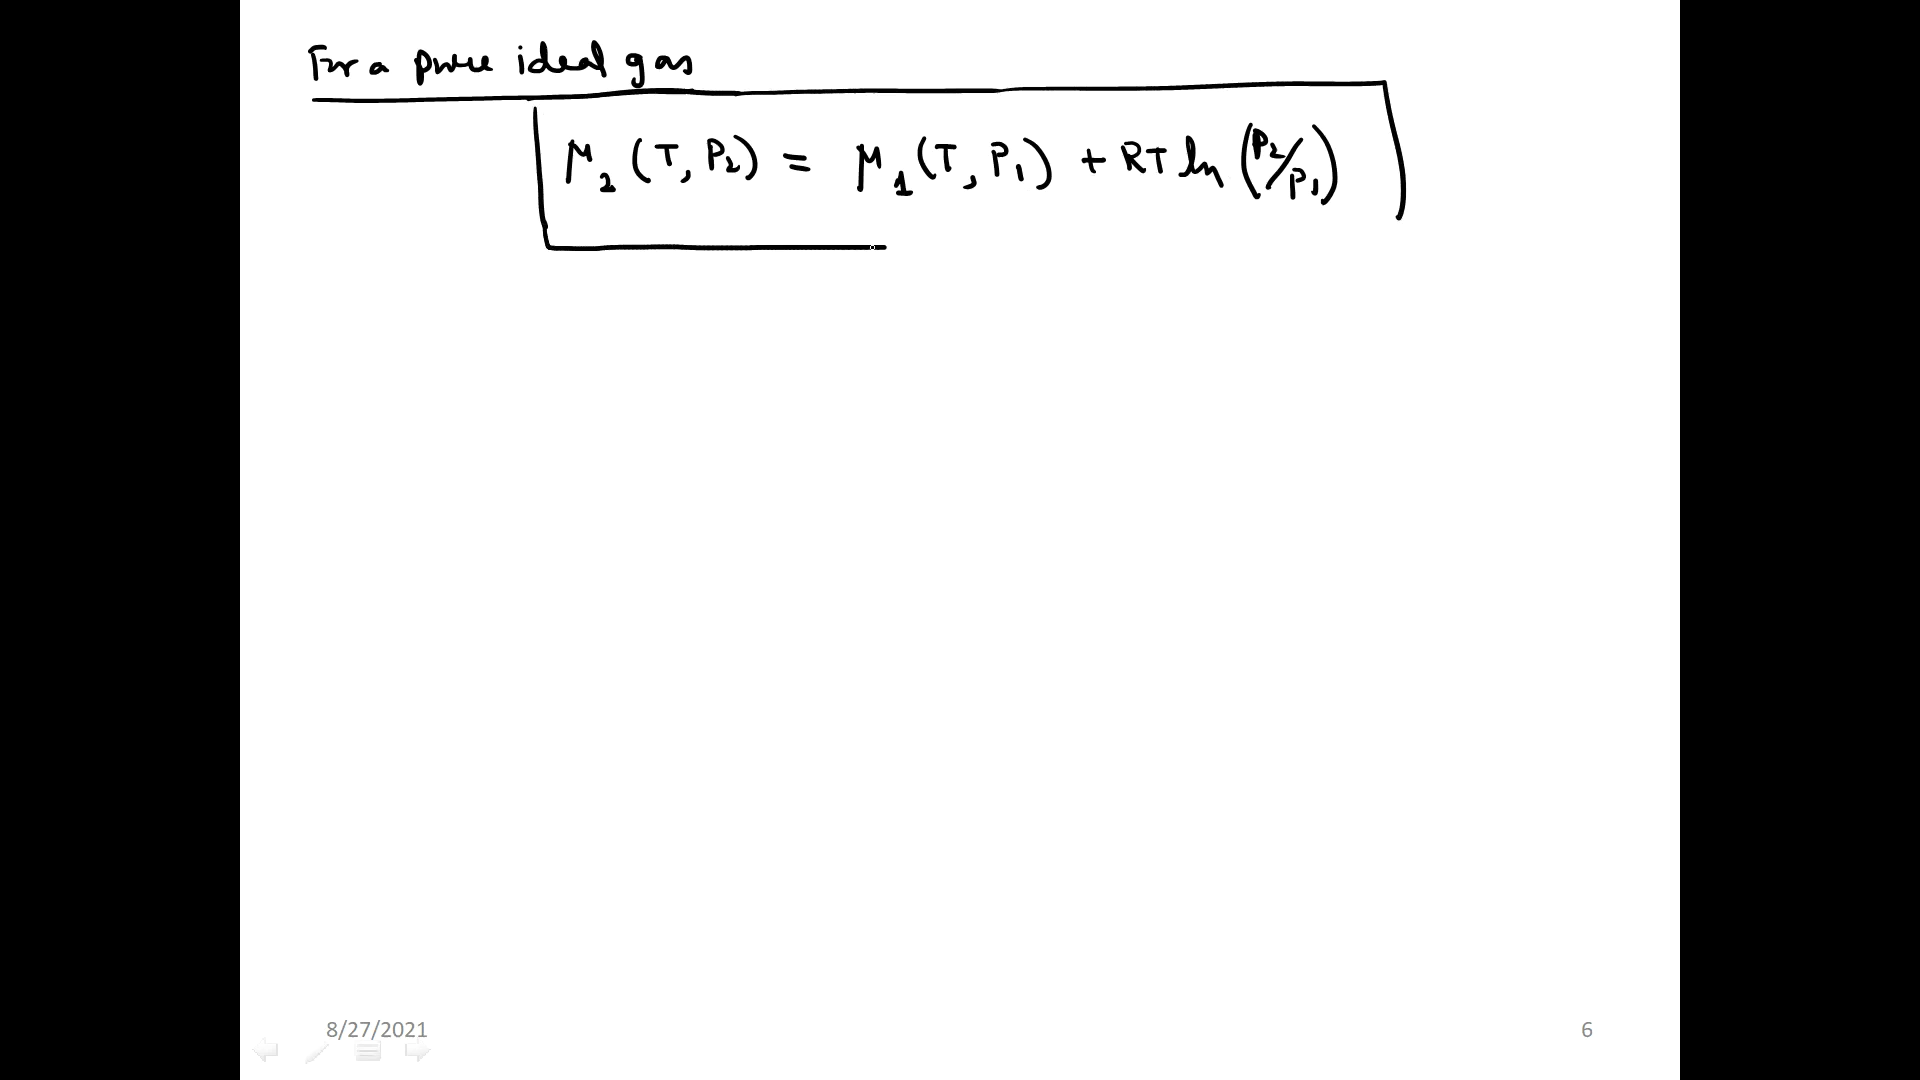 For a pure ideal gas
μ₂ (T, P₂) = μ₁ (T, P₁) + RT ln (P₂/P₁)
8/27/2021
6